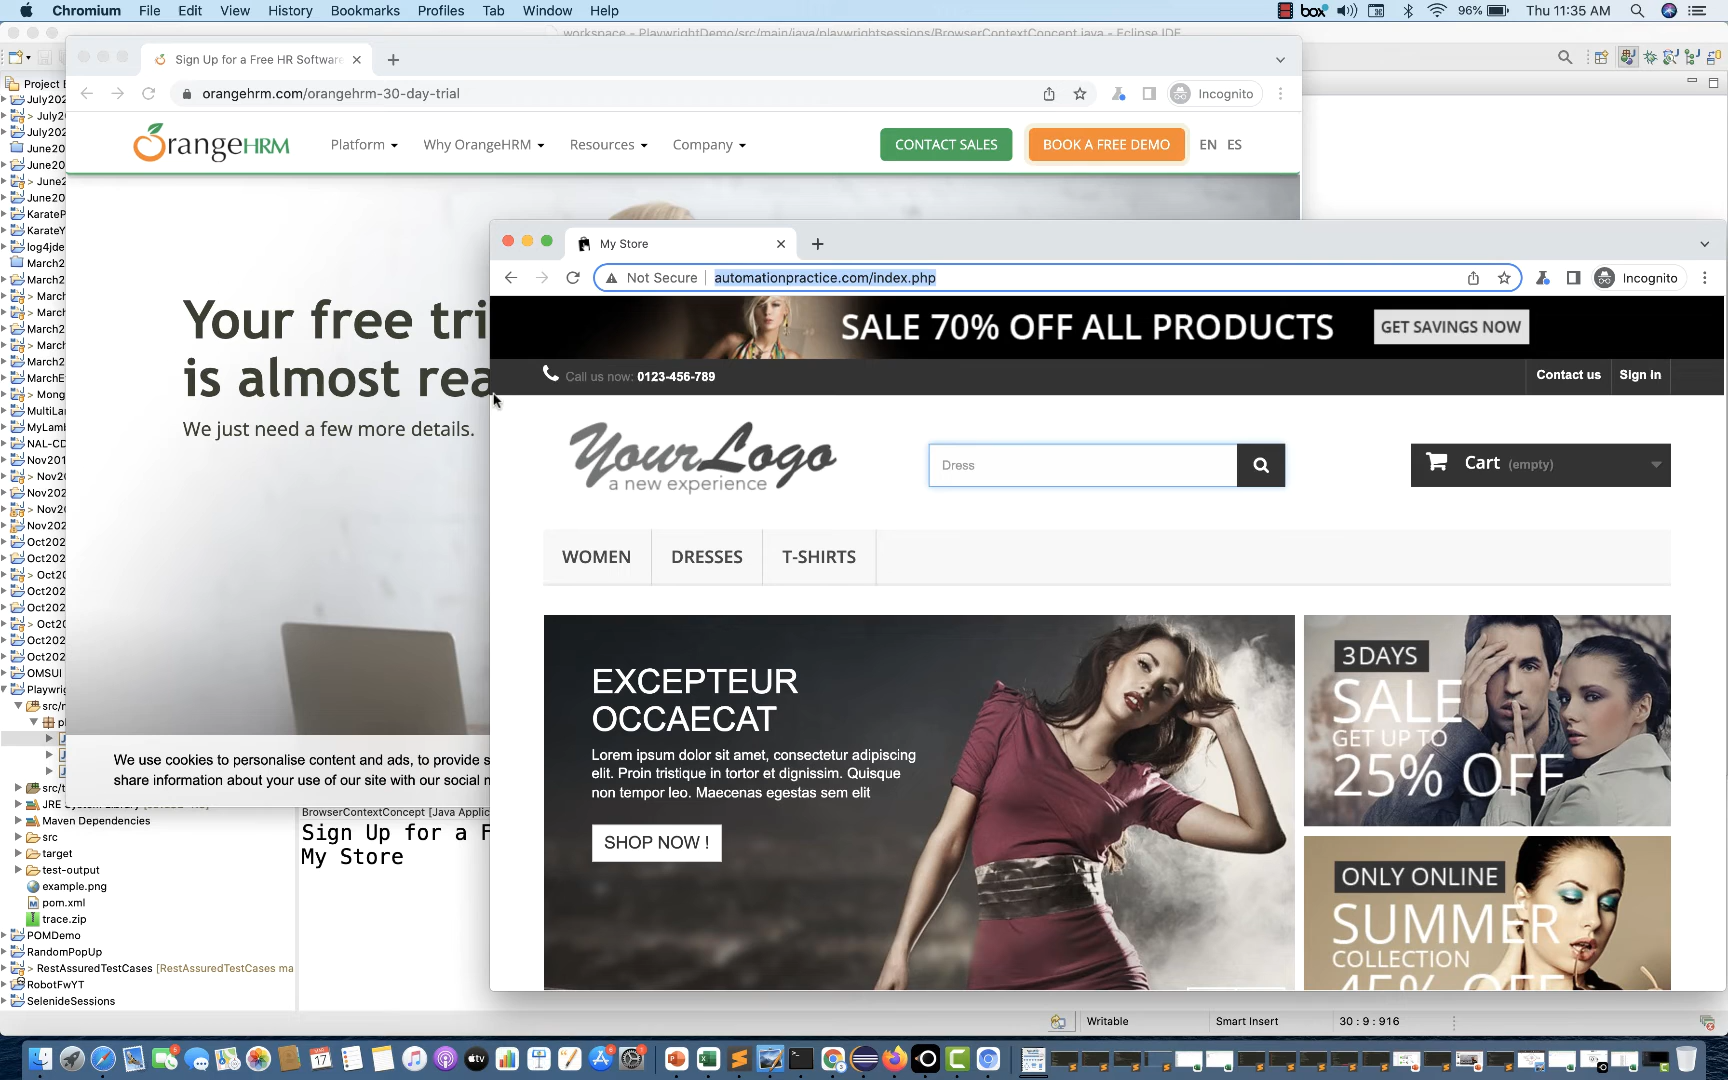 Chromium File Edit View History Bookmarks Profiles Tab Window Help box 96% Thu 11:35 AM
workspace - PlaywrightDemo/src/main/java/playwrightsessions/BrowserContextConcept.java - Eclipse IDE
Sign Up for a Free HR Software
orangehrm.com/orangehrm-30-day-trial Incognito
OrangeHRM Platform Why OrangeHRM Resources Company CONTACT SALES BOOK A FREE DEMO EN ES
Your free tri
is almost rea
We just need a few more details.
We use cookies to personalise content and ads, to provide s
share information about your use of our site with our social
My Store
Not Secure automationpractice.com/index.php Incognito
SALE 70% OFF ALL PRODUCTS GET SAVINGS NOW
Call us now: 0123-456-789 Contact us Sign in
YourLogo
a new experience
Dress
Cart (empty)
WOMEN DRESSES T-SHIRTS
EXCEPTEUR
OCCAECAT
Lorem ipsum dolor sit amet, consectetur adipiscing
elit. Proin tristique in tortor et dignissim. Quisque
non tempor leo. Maecenas egestas sem elit
SHOP NOW !
3 DAYS
SALE
GET UP TO
25% OFF
ONLY ONLINE
SUMMER
COLLECTION
45% OFF
Project E
July202
> July2
July202
June20
June20
> June2
June20
KarateP
KarateY
log4jde
March2
March2
> March
> March
March2
> March
March2
MarchE
> Mong
MultiLa
MyLamb
NAL-CD
Nov201
> Nov20
Nov202
> Nov20
Nov202
Oct202
Oct202
> Oct20
Oct202
Oct202
> Oct20
Oct202
Oct202
OMSUI
Playwrig
src/
src/t
JRE System Library
Maven Dependencies
src
target
test-output
example.png
pom.xml
trace.zip
POMDemo
RandomPopUp
> RestAssuredTestCases [RestAssuredTestCases ma
RobotFwYT
SelenideSessions
BrowserContextConcept [Java Applic
Sign Up for a F
My Store
Writable Smart Insert 30 : 9 : 916